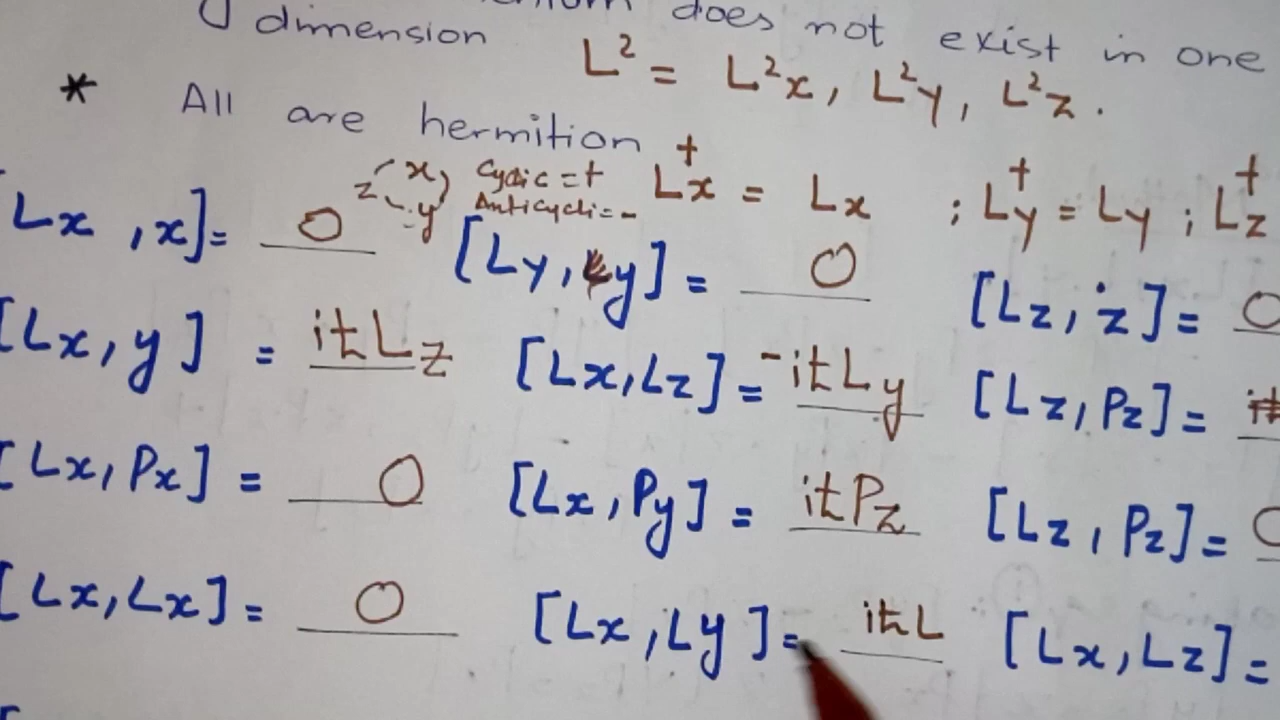 does not exist in one
dimension L² = L²x, L²y, L²z.
* All are hermition
z x y Cyclic = + Anticyclic = - Lx† = Lx ; Ly† = Ly ; Lz†
[Lx, x] = 0 [Ly, y] = 0 [Lz, z] = 0
[Lx, y] = iħLz [Lx, Lz] = -iħLy [Lz, Pz] =
[Lx, Px] = 0 [Lx, Py] = iħPz [Lz, Pz] =
[Lx, Lx] = 0 [Lx, Ly] = iħL [Lx, Lz] =